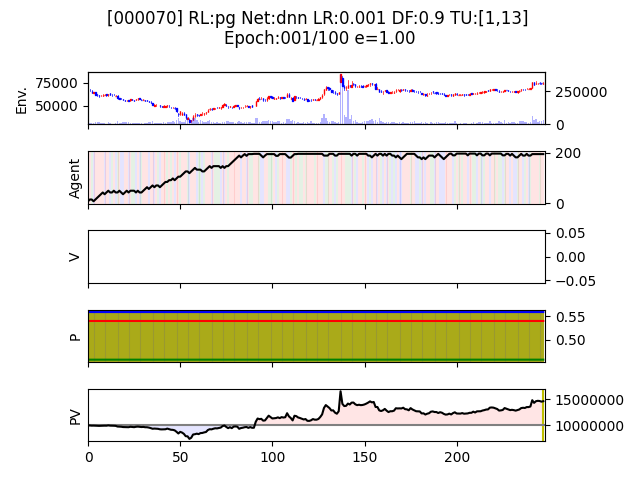 [000070] RL:pg Net:dnn LR:0.001 DF:0.9 TU:[1,13]
Epoch:001/100 e=1.00
Env.
75000
50000
250000
0
Agent
200
0
V
0.05
0.00
−0.05
P
0.55
0.50
PV
15000000
10000000
0
50
100
150
200